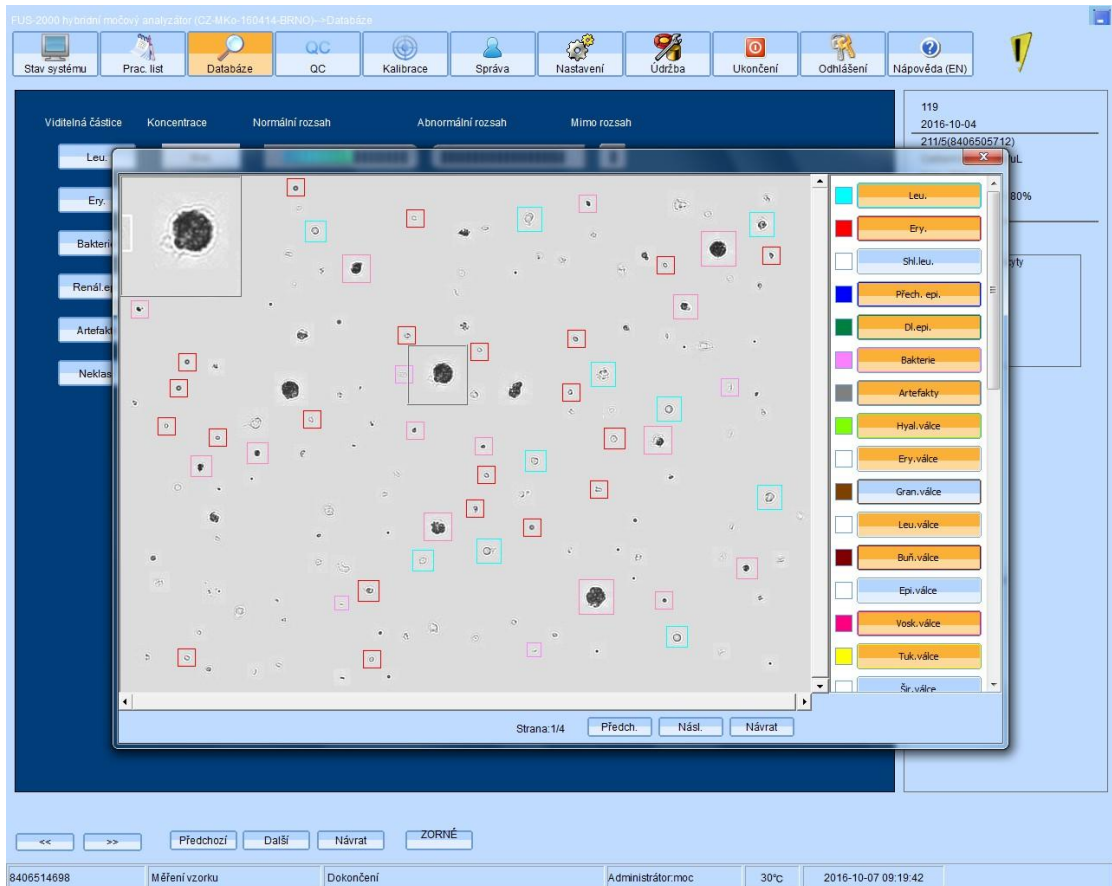 FUS-2000 hybridní močový analyzátor (CZ-MKo-160414-BRNO)-->Databáze
Stav systému
Prac. list
Databáze
QC
QC
Kalibrace
Správa
Nastavení
Údržba
Ukončení
Odhlášení
Nápověda (EN)
Viditelná částice Koncentrace Normální rozsah Abnormální rozsah Mimo rozsah
119
2016-10-04
211/5(8406505712)
uL
80%
Leu.
Ery.
Bakterie
Renál.e
Artefak
Neklas
Leu.
Ery.
Shl.leu.
Přech. epi.
Dl.epi.
Bakterie
Artefakty
Hyal.válce
Ery.válce
Gran.válce
Leu.válce
Buň.válce
Epi.válce
Vosk.válce
Tuk.válce
Šir.válce
Strana:1/4 Předch. Násl. Návrat
<< >> Předchozí Další Návrat ZORNÉ
8406514698 Měření vzorku Dokončení Administrátor:moc 30°C 2016-10-07 09:19:42